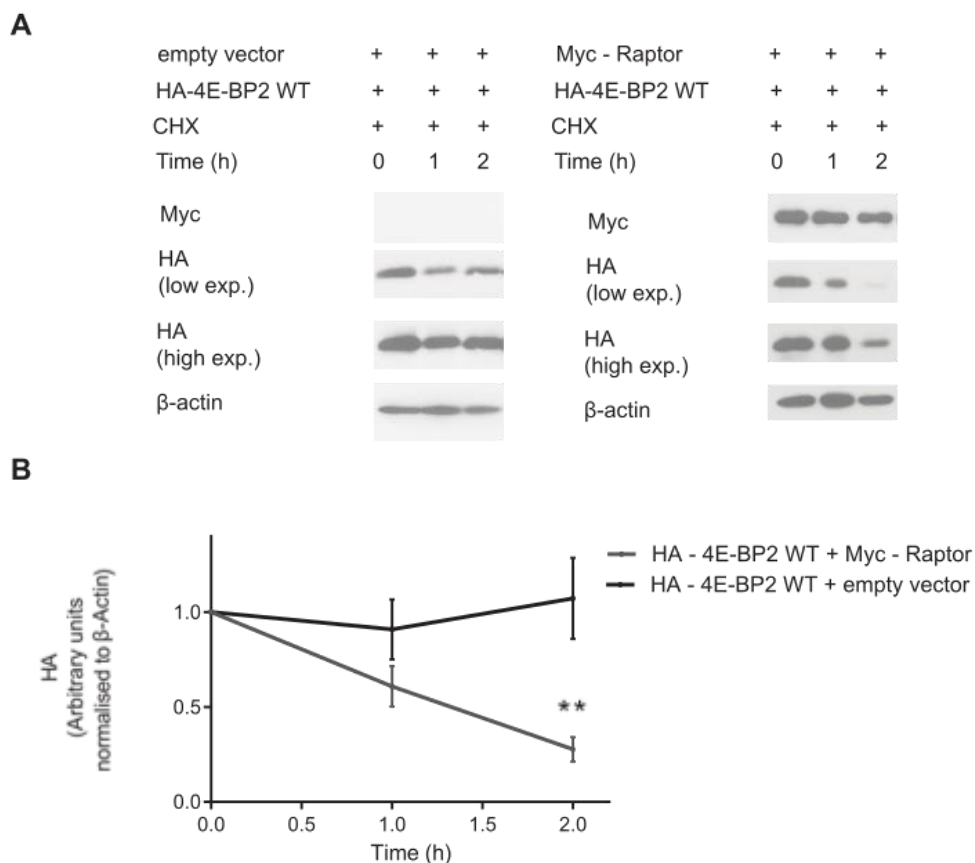 A
empty vector + + +
HA-4E-BP2 WT + + +
CHX + + +
Time (h) 0 1 2
Myc
HA
(low exp.)
HA
(high exp.)
β-actin
Myc - Raptor + + +
HA-4E-BP2 WT + + +
CHX + + +
Time (h) 0 1 2
Myc
HA
(low exp.)
HA
(high exp.)
β-actin
B
HA - 4E-BP2 WT + Myc - Raptor
HA - 4E-BP2 WT + empty vector
HA
(Arbitrary units
normalised to β-Actin)
1.0
0.5
0.0
**
0.0 0.5 1.0 1.5 2.0
Time (h)